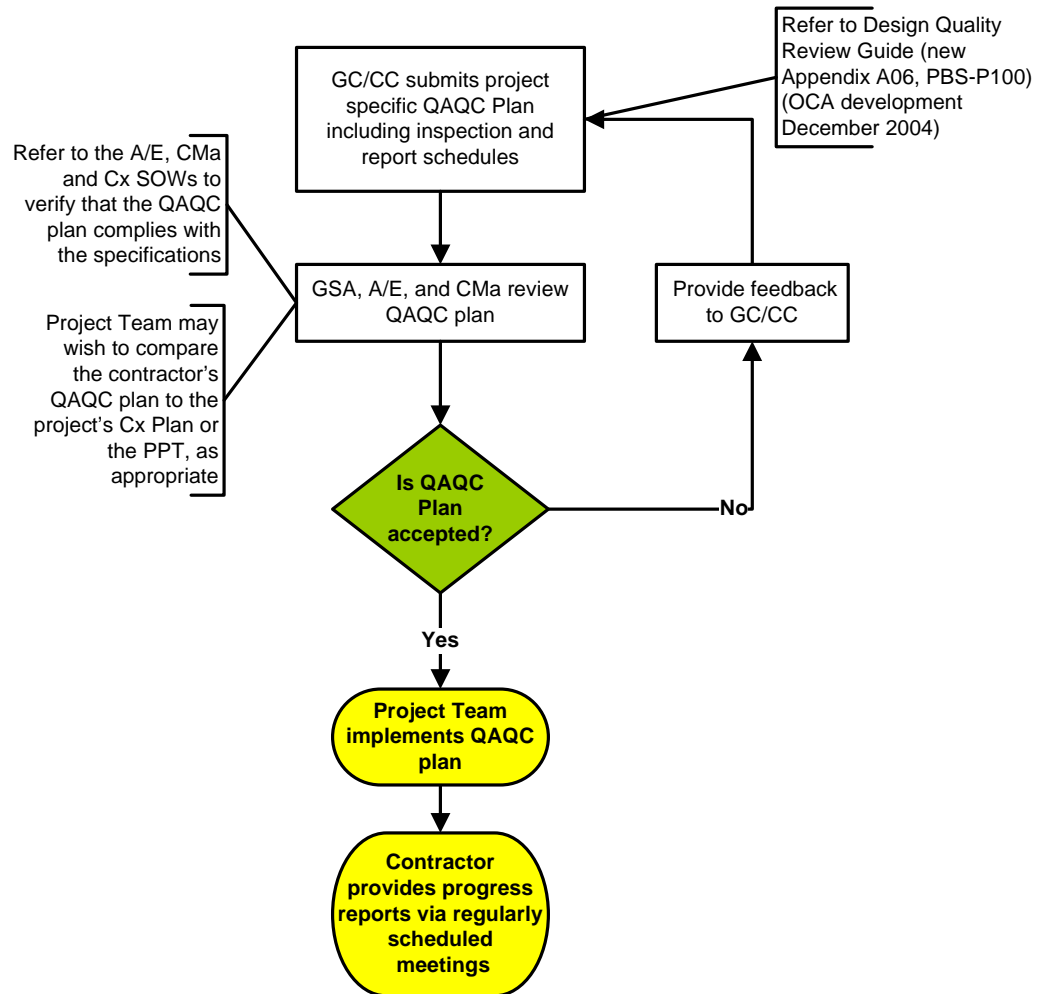 Refer to Design Quality
Review Guide (new
Appendix A06, PBS-P100)
(OCA development
December 2004)
GC/CC submits project
specific QAQC Plan
including inspection and
report schedules
Refer to the A/E, CMa
and Cx SOWs to
verify that the QAQC
plan complies with
the specifications
GSA, A/E, and CMa review
QAQC plan
Provide feedback
to GC/CC
Project Team may
wish to compare
the contractor's
QAQC plan to the
project's Cx Plan or
the PPT, as
appropriate
Is QAQC
Plan
accepted?
No
Yes
Project Team
implements QAQC
plan
Contractor
provides progress
reports via regularly
scheduled
meetings